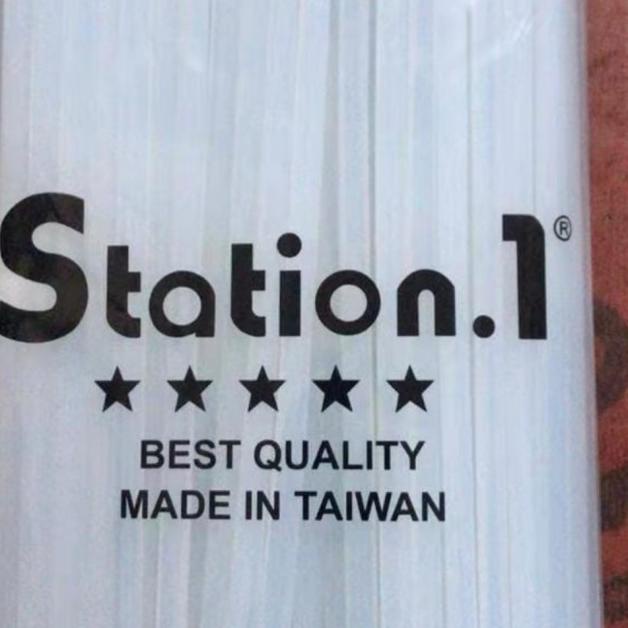 Station.1®
★★★★★
BEST QUALITY
MADE IN TAIWAN